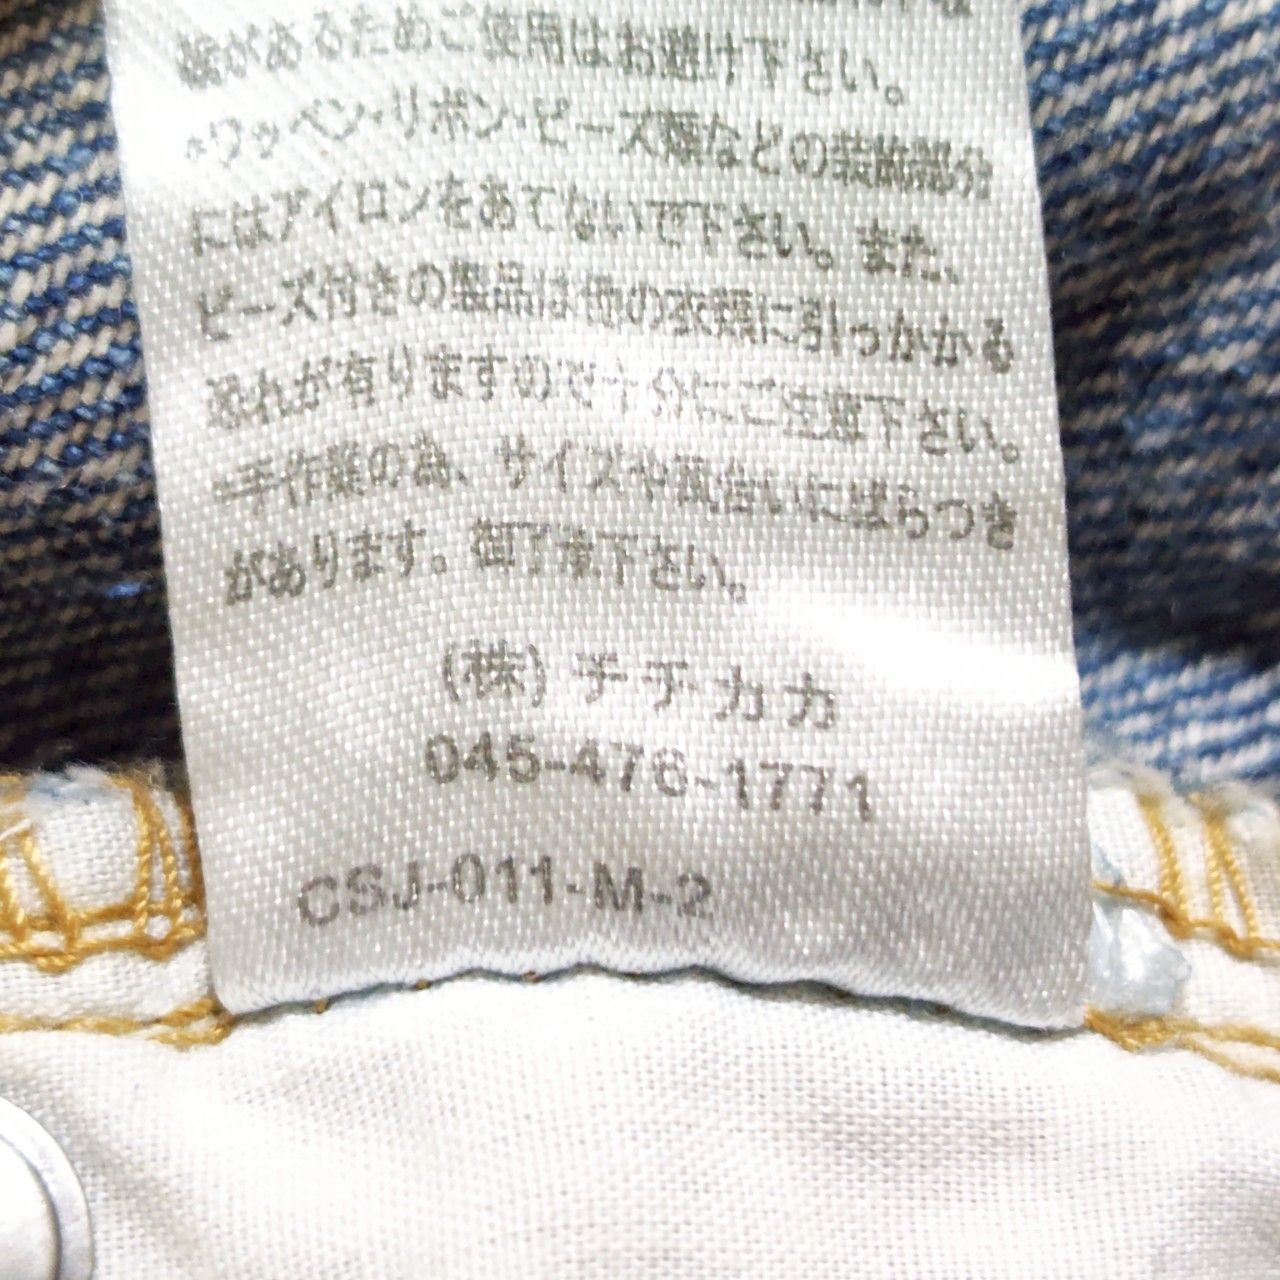 があるためご使用はお避け下さい。
*ワッペン・リボン・ビーズ類などの装飾部分
にはアイロンをあてないで下さい。また、
ビーズ付きの製品は他の衣類に引っかかる
恐れが有りますので十分にご注意下さい。
*手作業の為、サイズや風合いにばらつき
があります。御了承下さい。
(株)チチカカ
045-476-1771
CSJ-011-M-2